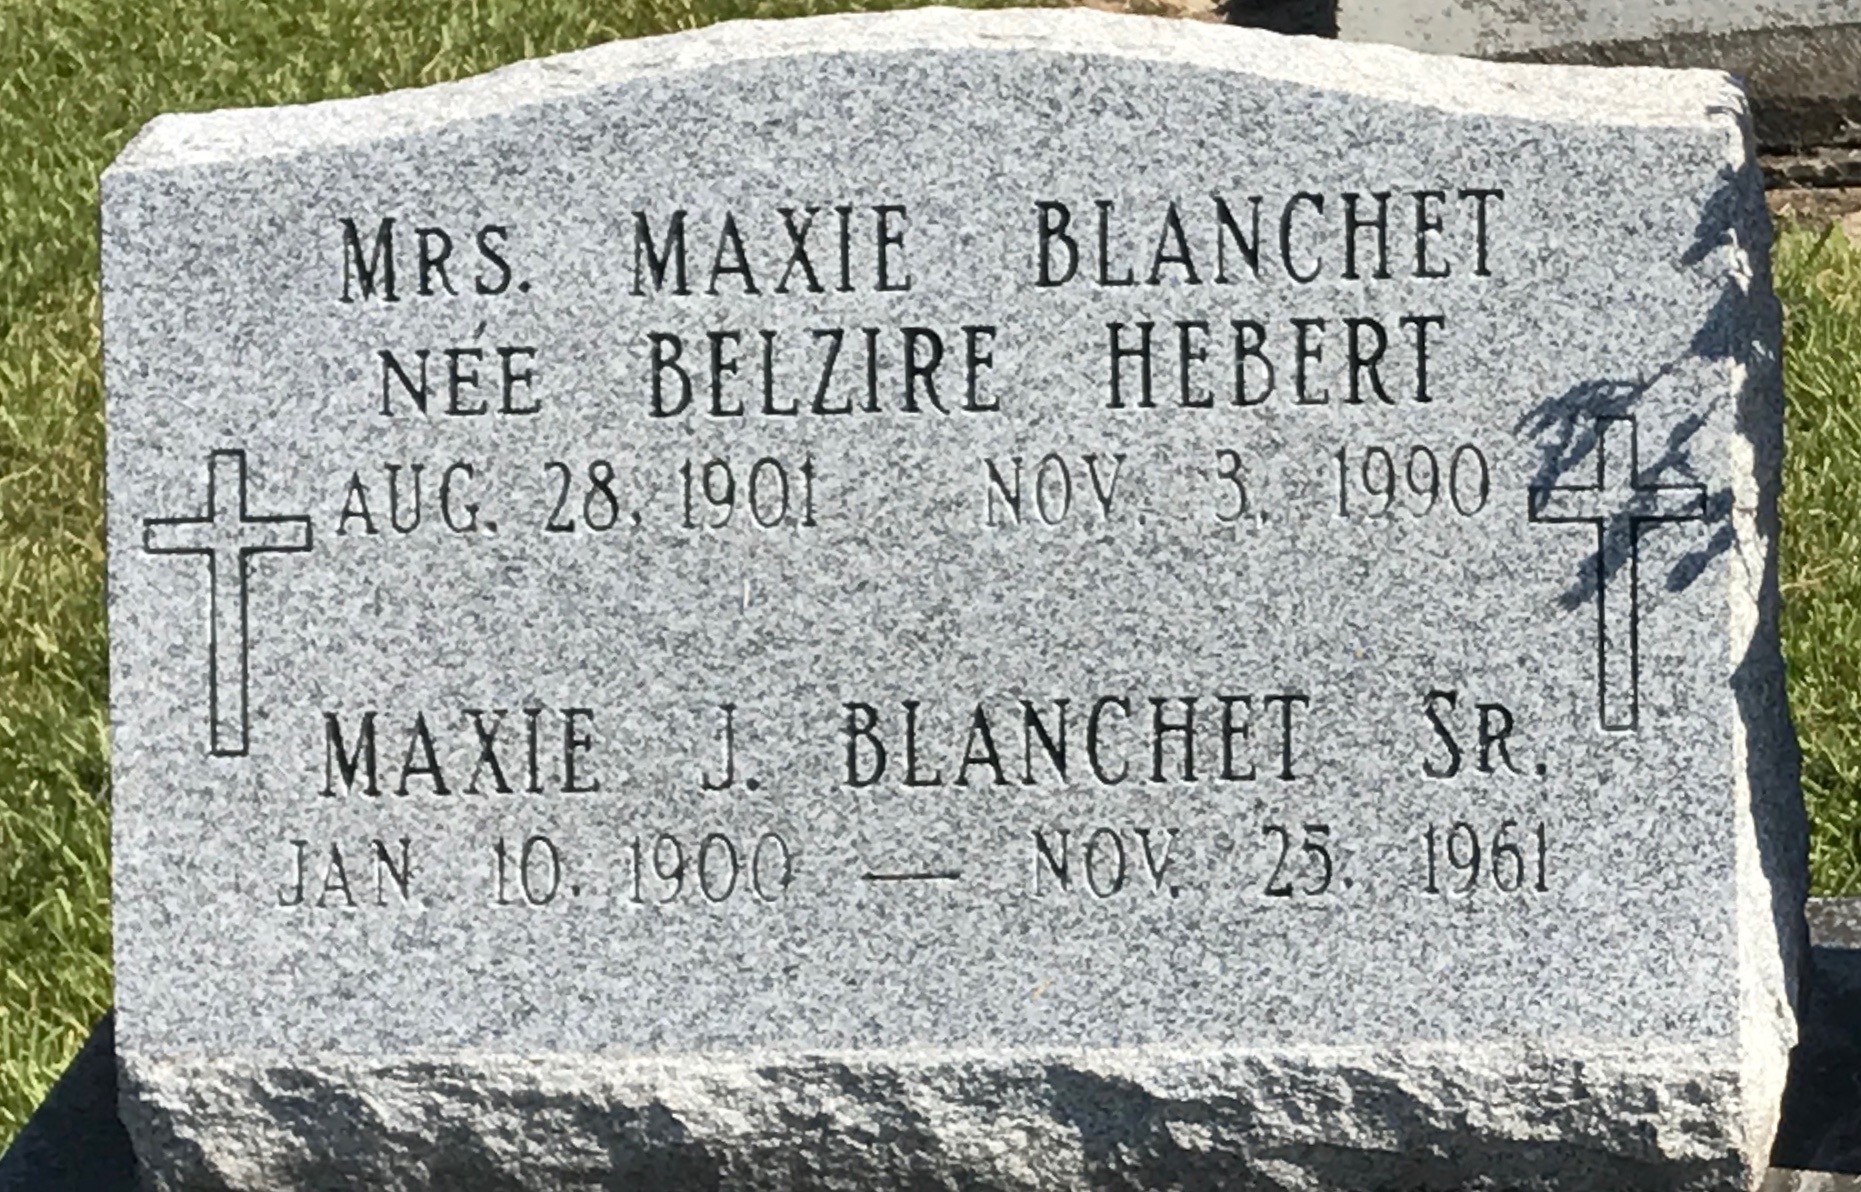 MRS. MAXIE BLANCHET
NÉE BELZIRE HEBERT
AUG. 28, 1901 NOV. 3, 1990
MAXIE J. BLANCHET SR.
JAN 10, 1900 — NOV. 25, 1961